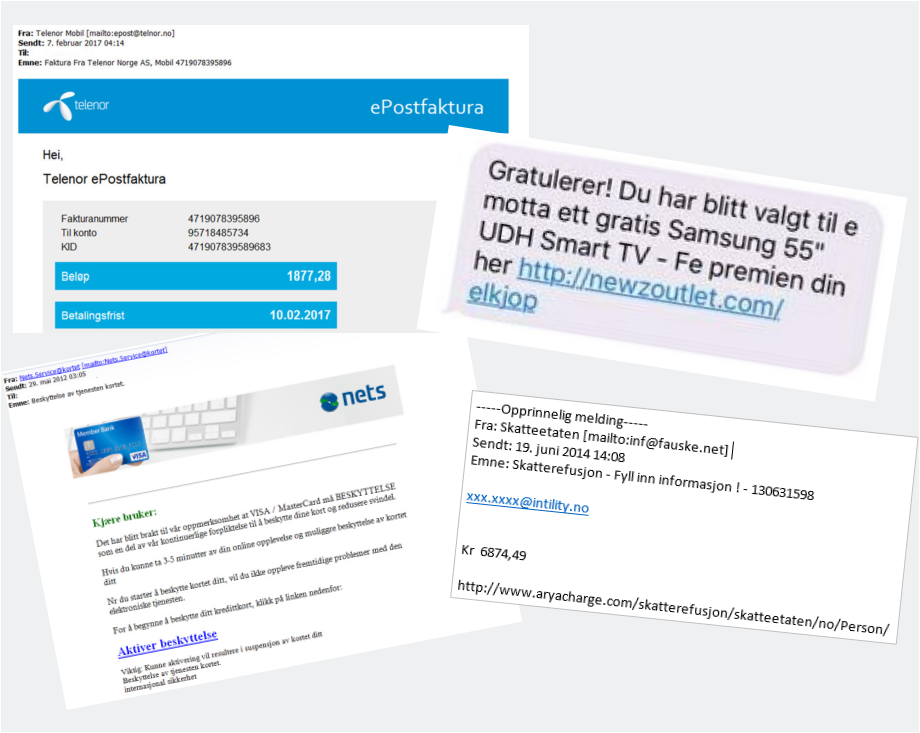 Fra: Telenor Mobil [mailto:epost@telnor.no]
Sendt: 7. februar 2017 04:14
Til:
Emne: Faktura Fra Telenor Norge AS, Mobil 4719078395896
telenor
ePostfaktura
Hei,
Telenor ePostfaktura
Fakturanummer 4719078395896
Til konto 95718485734
KID 471907839589683
Beløp 1877,28
Betalingsfrist 10.02.2017
Gratulerer! Du har blitt valgt til e
motta ett gratis Samsung 55"
UDH Smart TV - Fe premien din
her http://newzoutlet.com/
elkjop
Fra: Nets.Service@kortet [mailto:Nets.Service@kortet]
Sendt: 29. mai 2012 03:05
Til:
Emne: Beskyttelse av tjenesten kortet.
Member Bank
VISA
nets
Kjære bruker:
Det har blitt brakt til vår oppmerksomhet at VISA / MasterCard må BESKYTTELSE
som en del av vår kontinuerlige forpliktelse til å beskytte dine kort og redusere svindel.
Hvis du kunne ta 3-5 minutter av din online opplevelse og muliggre beskyttelse av kortet
ditt
Nr du starter å beskytte kortet ditt, vil du ikke oppleve fremtidige problemer med den
elektroniske tjenesten.
For å begynne å beskytte ditt kredittkort, klikk på linken nedenfor:
Aktiver beskyttelse
Viktig: Kunne aktivering vil resultere i suspensjon av kortet ditt
Beskyttelse av tjenesten kortet.
internasjonal sikkerhet
-----Opprinnelig melding-----
Fra: Skatteetaten [mailto:inf@fauske.net]
Sendt: 19. juni 2014 14:08
Emne: Skatterefusjon - Fyll inn informasjon ! - 130631598
xxx.xxxx@intility.no
Kr 6874,49
http://www.aryacharge.com/skatterefusjon/skatteetaten/no/Person/